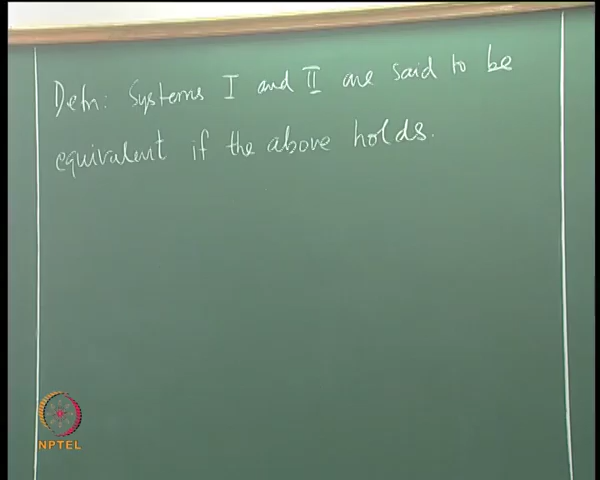 Defn: Systems I and II are said to be
equivalent if the above holds.
NPTEL